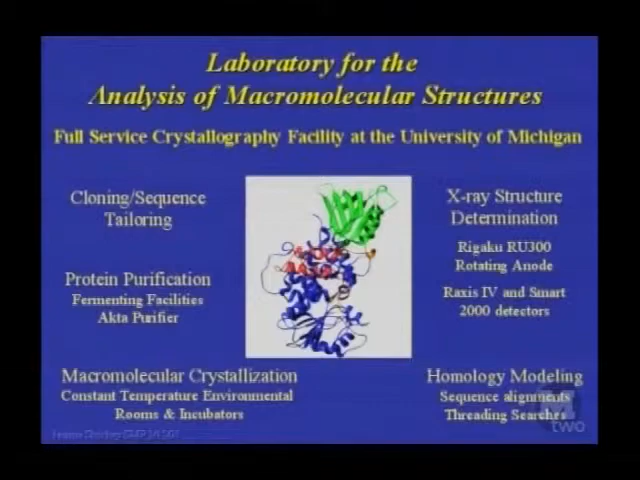 Laboratory for the
Analysis of Macromolecular Structures
Full Service Crystallography Facility at the University of Michigan
Cloning/Sequence
Tailoring
Protein Purification
Fermenting Facilities
Akta Purifier
Macromolecular Crystallization
Constant Temperature Environmental
Rooms & Incubators
X-ray Structure
Determination
Rigaku RU300
Rotating Anode
Raxis IV and Smart
2000 detectors
Homology Modeling
Sequence alignments
Threading Searches
two